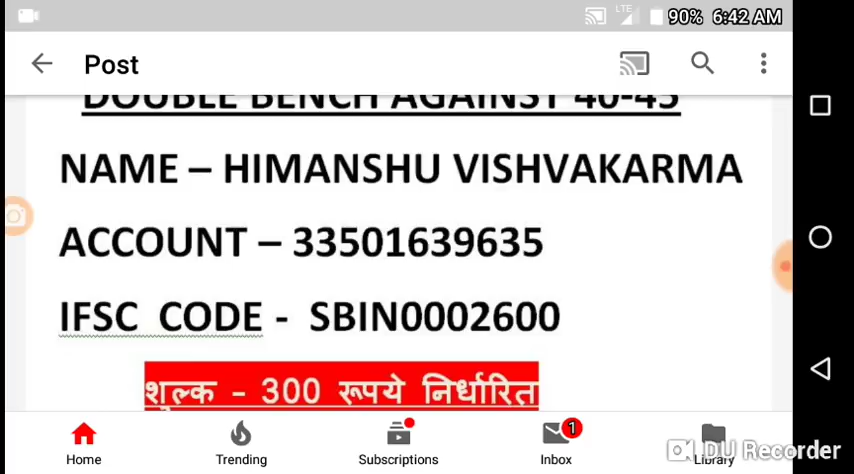 LTE 90% 6:42 AM
Post
DOUBLE BENCH AGAINST 40-45
NAME – HIMANSHU VISHVAKARMA
ACCOUNT – 33501639635
IFSC CODE - SBIN0002600
शुल्क - 300 रूपये निर्धारित
1
Home Trending Subscriptions Inbox Library
DU Recorder